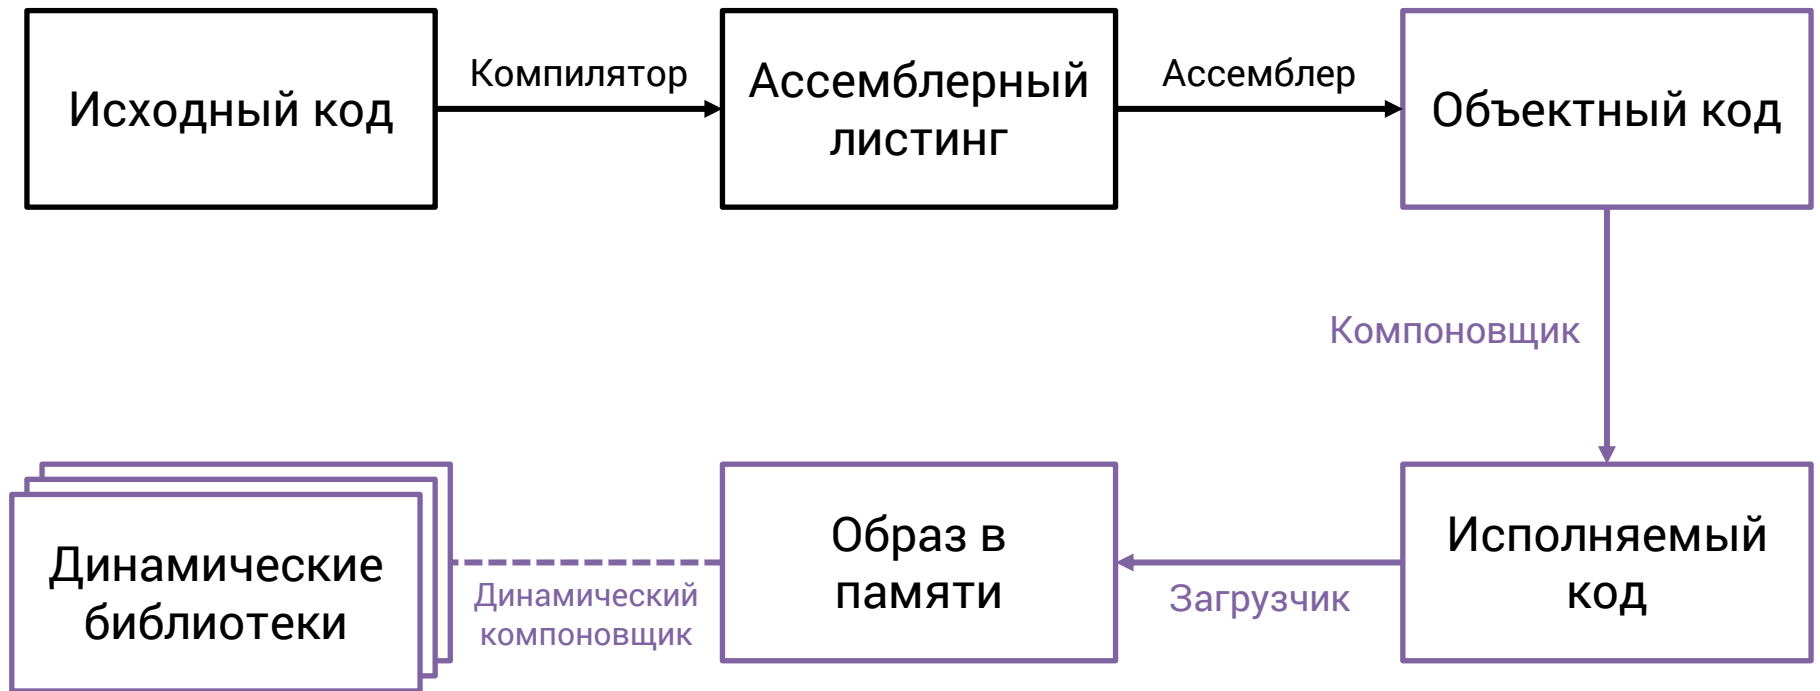 Исходный код
Компилятор
Ассемблерный
листинг
Ассемблер
Объектный код
Компоновщик
Динамические
библиотеки
Динамический
компоновщик
Образ в
памяти
Загрузчик
Исполняемый
код